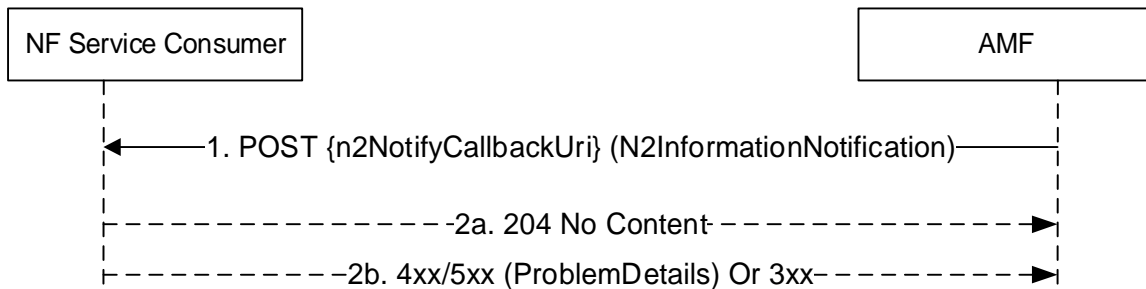 NF Service Consumer
AMF
1. POST {n2NotifyCallbackUri} (N2InformationNotification)
2a. 204 No Content
2b. 4xx/5xx (ProblemDetails) Or 3xx